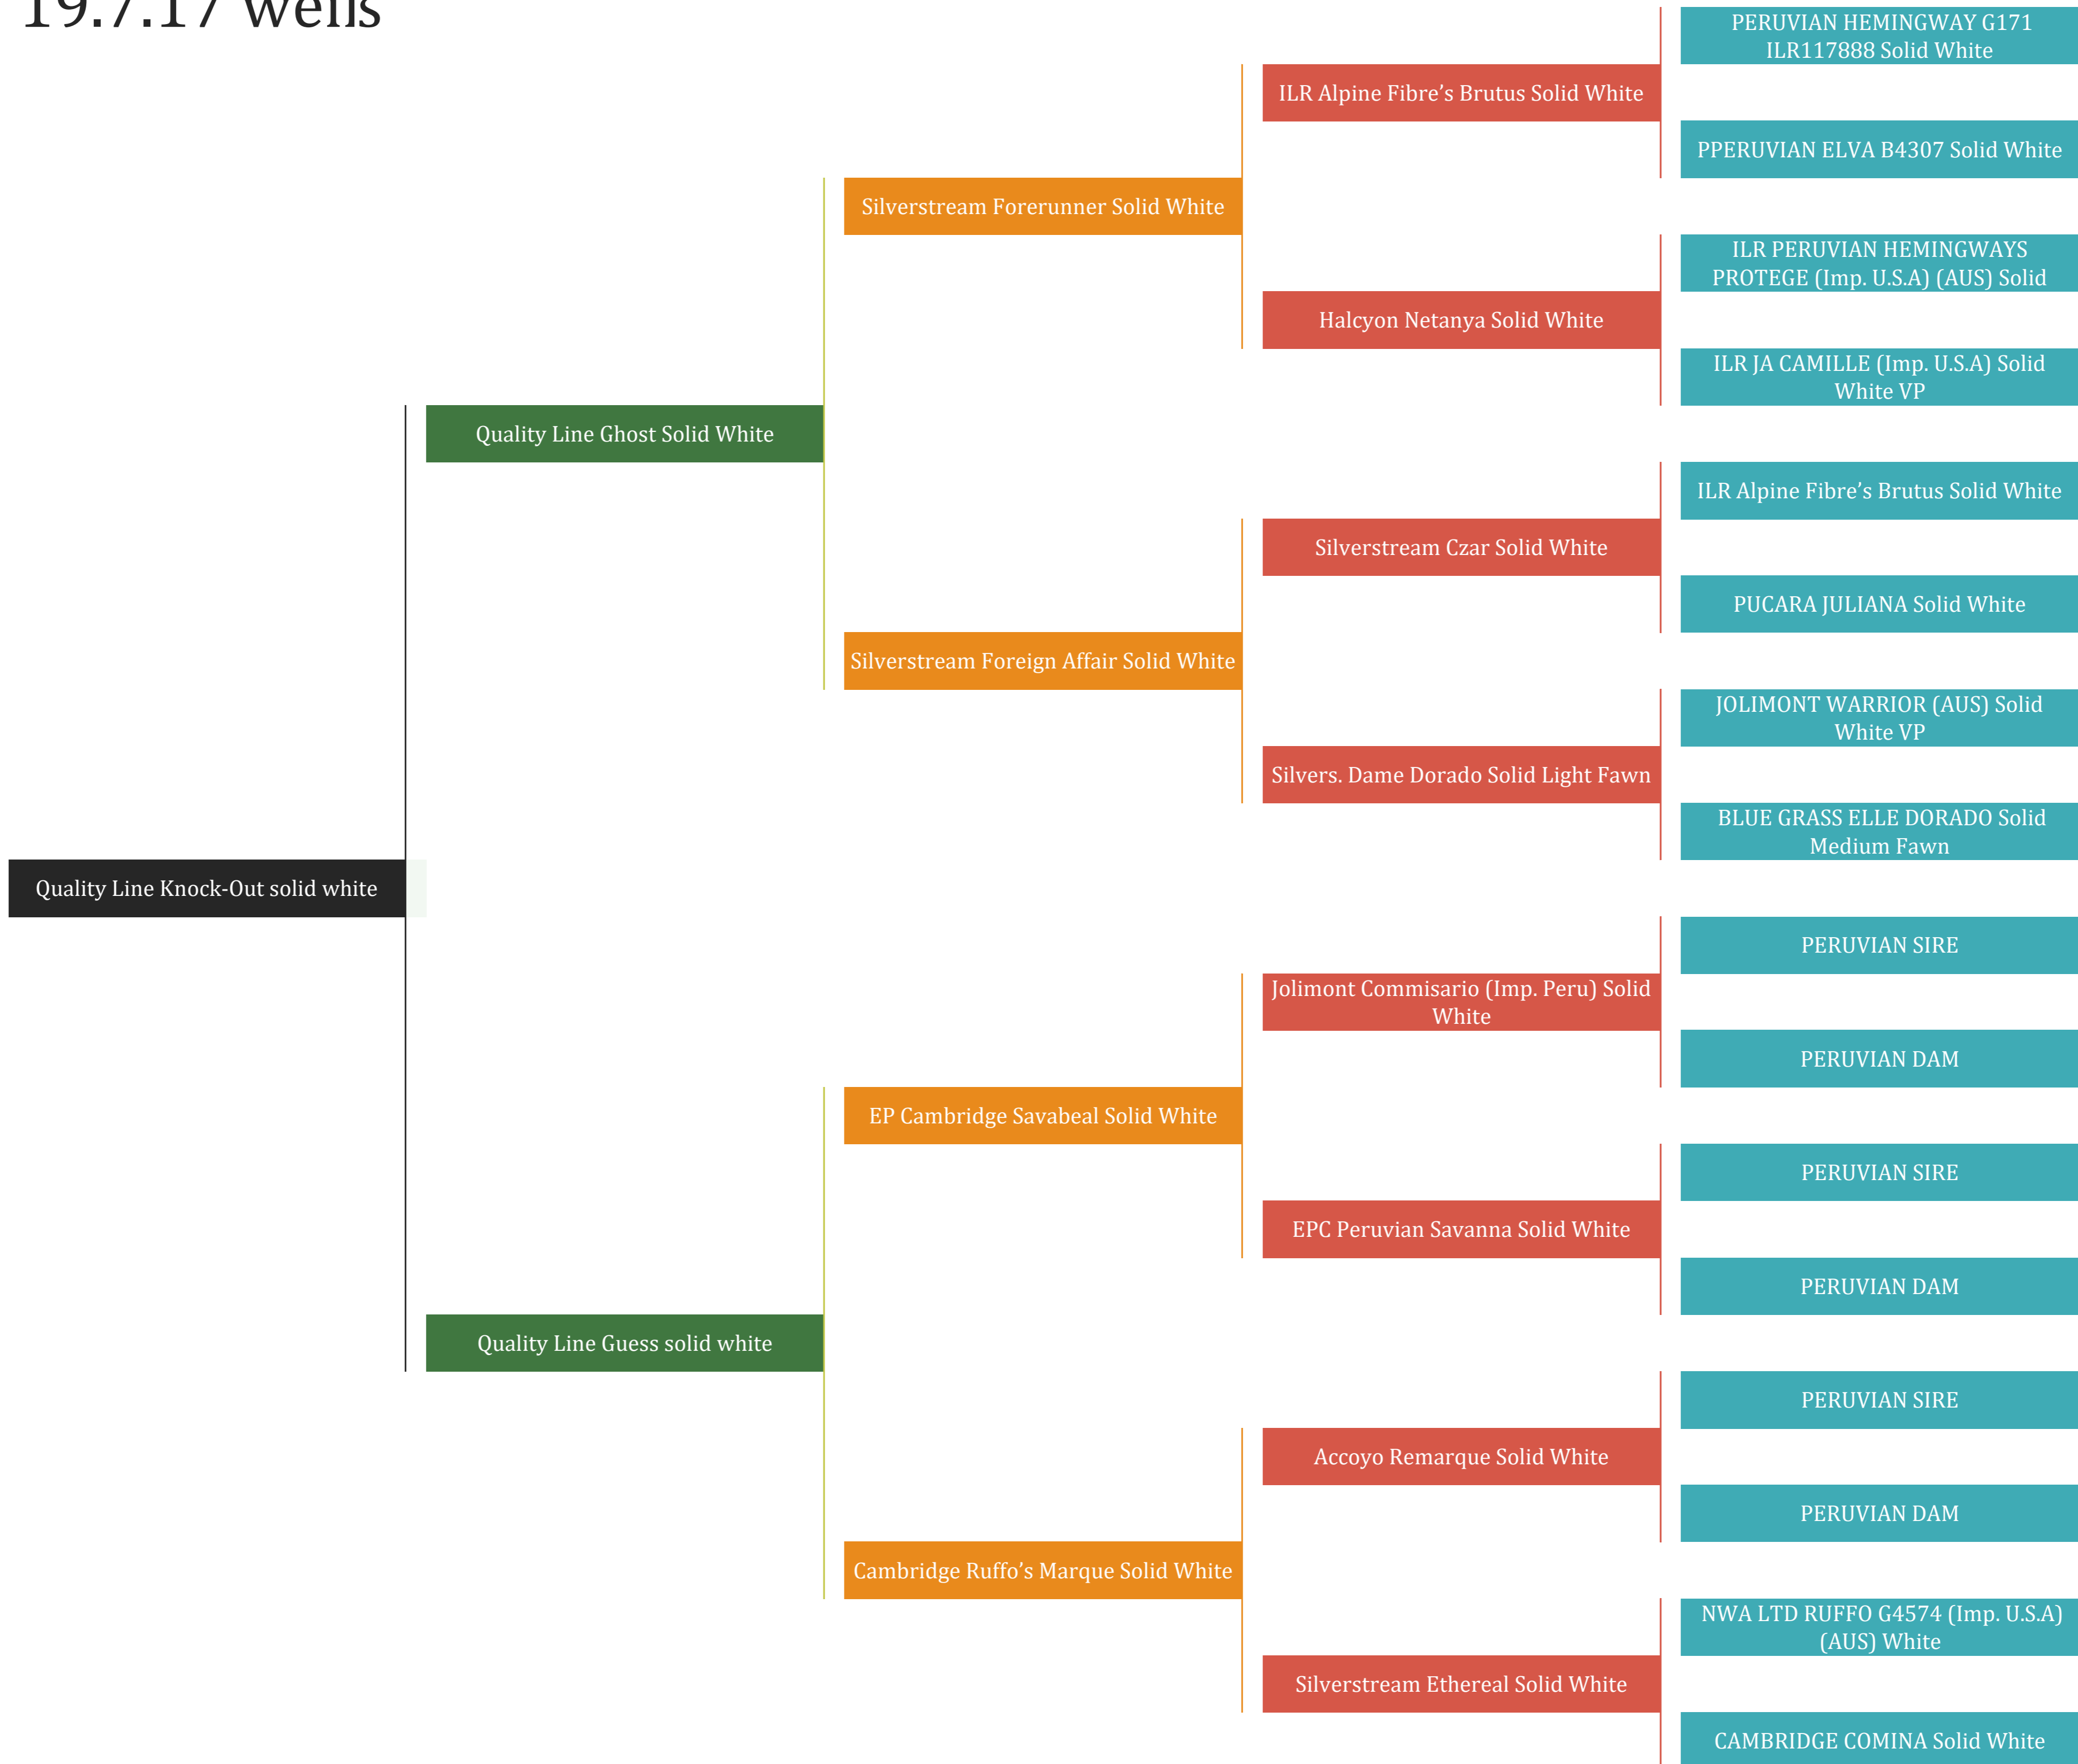 19.7.17 wells
PERUVIAN HEMINGWAY G171
ILR117888 Solid White
ILR Alpine Fibre’s Brutus Solid White
PPERUVIAN ELVA B4307 Solid White
Silverstream Forerunner Solid White
ILR PERUVIAN HEMINGWAYS
PROTEGE (Imp. U.S.A) (AUS) Solid
Halcyon Netanya Solid White
ILR JA CAMILLE (Imp. U.S.A) Solid
White VP
Quality Line Ghost Solid White
ILR Alpine Fibre’s Brutus Solid White
Silverstream Czar Solid White
PUCARA JULIANA Solid White
Silverstream Foreign Affair Solid White
JOLIMONT WARRIOR (AUS) Solid
White VP
Silvers. Dame Dorado Solid Light Fawn
BLUE GRASS ELLE DORADO Solid
Medium Fawn
Quality Line Knock-Out solid white
PERUVIAN SIRE
Jolimont Commisario (Imp. Peru) Solid
White
PERUVIAN DAM
EP Cambridge Savabeal Solid White
PERUVIAN SIRE
EPC Peruvian Savanna Solid White
PERUVIAN DAM
Quality Line Guess solid white
PERUVIAN SIRE
Accoyo Remarque Solid White
PERUVIAN DAM
Cambridge Ruffo’s Marque Solid White
NWA LTD RUFFO G4574 (Imp. U.S.A)
(AUS) White
Silverstream Ethereal Solid White
CAMBRIDGE COMINA Solid White